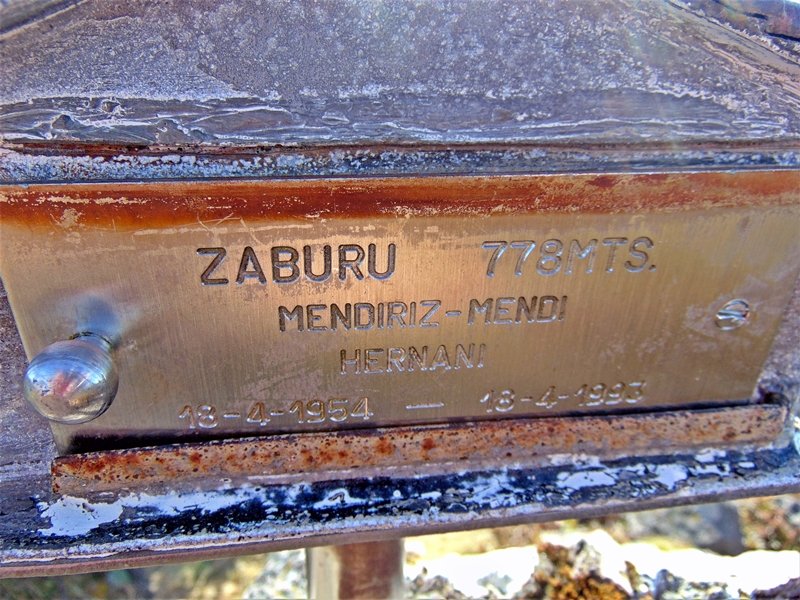 ZABURU 778MTS.
MENDIRIZ-MENDI
HERNANI
18-4-1954 — 18-4-1993